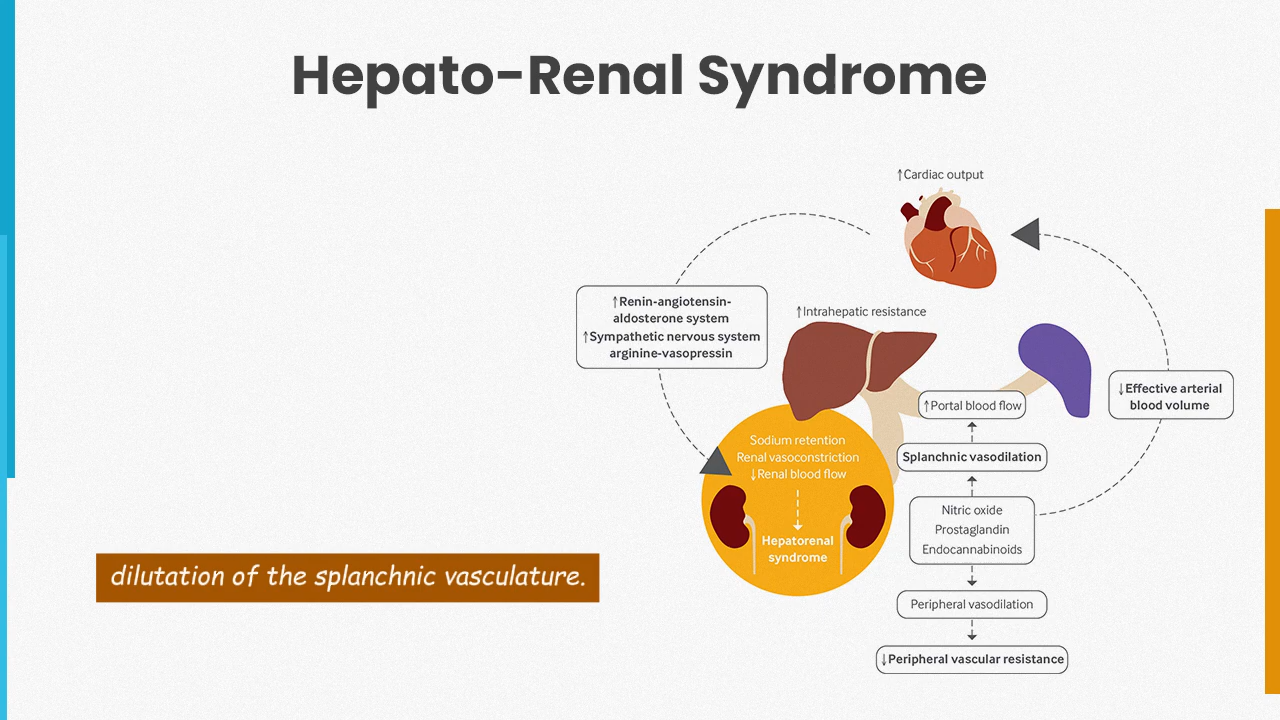 Hepato-Renal Syndrome
↑Cardiac output
↑Renin-angiotensin-
aldosterone system
↑Sympathetic nervous system
arginine-vasopressin
↑Intrahepatic resistance
↓Effective arterial
blood volume
↑Portal blood flow
Splanchnic vasodilation
Nitric oxide
Prostaglandin
Endocannabinoids
Peripheral vasodilation
↓Peripheral vascular resistance
Sodium retention
Renal vasoconstriction
↓Renal blood flow
Hepatorenal
syndrome
dilutation of the splanchnic vasculature.